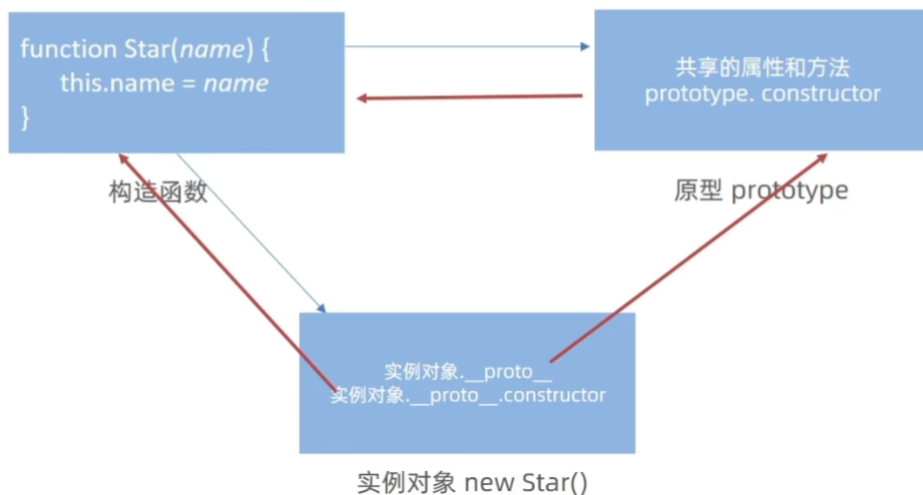 function Star(name) {
this.name = name
}
共享的属性和方法
prototype. constructor
构造函数
原型 prototype
实例对象.__proto__
实例对象.__proto__.constructor
实例对象 new Star()